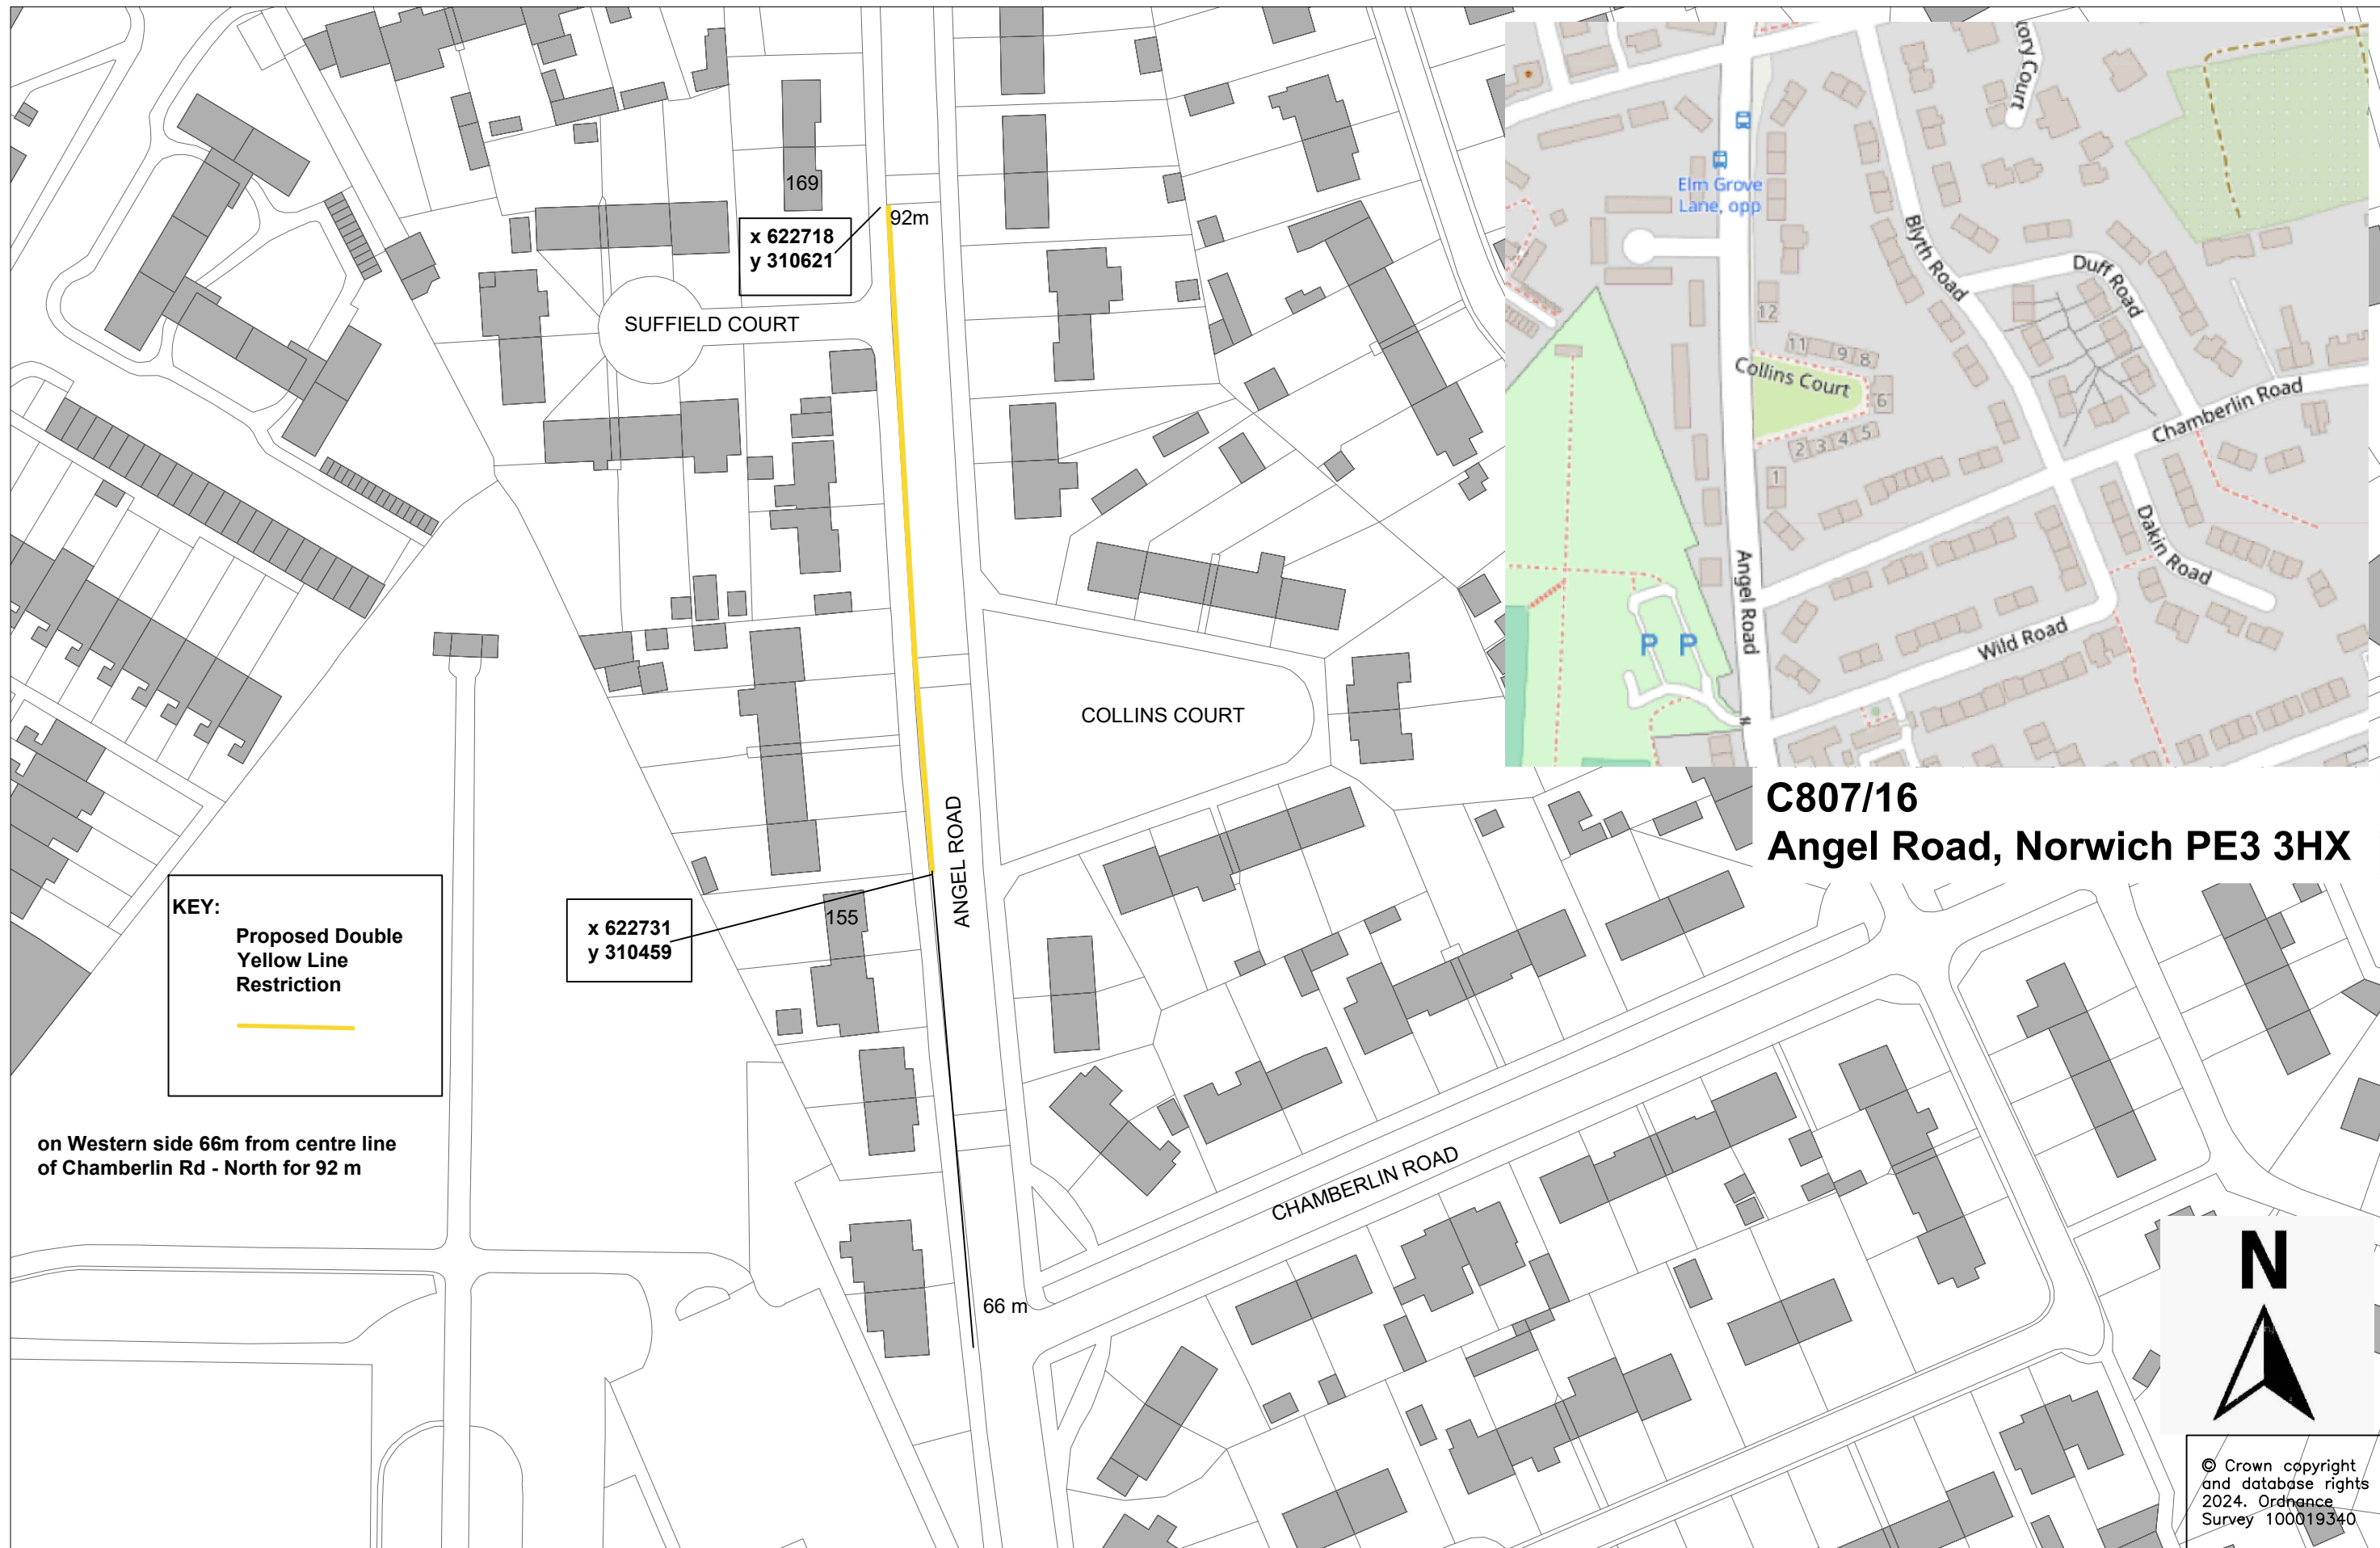 169
92m
x 622718
y 310621
SUFFIELD COURT
COLLINS COURT
ANGEL ROAD
155
x 622731
y 310459
KEY:
Proposed Double
Yellow Line
Restriction
on Western side 66m from centre line
of Chamberlin Rd - North for 92 m
66 m
CHAMBERLIN ROAD
tory Court
Elm Grove
Lane, opp
Blyth Road
Duff Road
12
11
9
8
Collins Court
6
2
3
4
5
1
Chamberlin Road
Dakin Road
Angel Road
P
P
Wild Road
C807/16
Angel Road, Norwich PE3 3HX
N
© Crown copyright
and database rights
2024. Ordnance
Survey 100019340